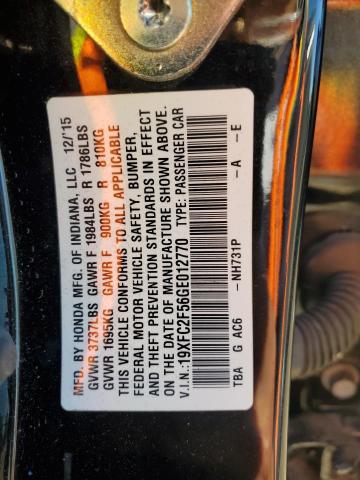 MFD. BY HONDA MFG. OF INDIANA, LLC 12/'15
GVWR 3737LBS GAWR F 1984LBS R 1786LBS
GVWR 1695KG GAWR F 900KG R 810KG
THIS VEHICLE CONFORMS TO ALL APPLICABLE
FEDERAL MOTOR VEHICLE SAFETY, BUMPER,
AND THEFT PREVENTION STANDARDS IN EFFECT
ON THE DATE OF MANUFACTURE SHOWN ABOVE.
V.I.N.:19XFC2F56GE012770 TYPE: PASSENGER CAR
TBA G AC6 -NH731P -A -E